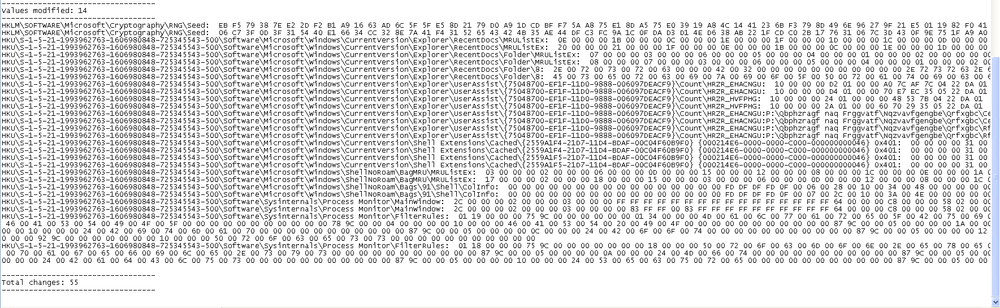 ----------------------------------
Values modified: 14
----------------------------------
HKLM\SOFTWARE\Microsoft\Cryptography\RNG\Seed:  EB F5 79 38 7E E2 2D F2 B1 A9 16 63 AD 6C 5F 5F E5 8D 21 79 D0 A9 1D CD BF F7 5A A8 75 E1 8D A5 75 E0 39 19 A8 4C 14 41 23 6B F3 79 8D 49 6E 96 27 9F 21 E5 01 19 82 F0 41
HKLM\SOFTWARE\Microsoft\Cryptography\RNG\Seed:  06 C7 3F 0D 3F 31 54 40 E1 66 34 CC 32 8E 7A 41 F4 31 52 65 42 4B 35 AE 44 DF C3 FC 9A 1C 0F DA D3 D1 4E D6 38 AB 22 1F CD C0 2B 17 76 31 06 7C 3D 43 0F 9E 75 1F A9 A0
HKU\S-1-5-21-1993962763-1606980848-725345543-500\Software\Microsoft\Windows\CurrentVersion\Explorer\RecentDocs\MRUListEx:  0E 00 00 00 1B 00 00 00 0C 00 00 00 1E 00 00 00 1F 00 00 00 1D 00 00 00 1C 00 00 00 0D 00 00 00
HKU\S-1-5-21-1993962763-1606980848-725345543-500\Software\Microsoft\Windows\CurrentVersion\Explorer\RecentDocs\MRUListEx:  20 00 00 00 21 00 00 00 1F 00 00 00 0E 00 00 00 1B 00 00 00 0C 00 00 00 1E 00 00 00 1D 00 00 00
HKU\S-1-5-21-1993962763-1606980848-725345543-500\Software\Microsoft\Windows\CurrentVersion\Explorer\RecentDocs\Folder\MRUListEx:  07 00 00 00 03 00 00 00 06 00 00 00 05 00 00 00 04 00 00 00 01 00 00 00 02 00 00 00 00
HKU\S-1-5-21-1993962763-1606980848-725345543-500\Software\Microsoft\Windows\CurrentVersion\Explorer\RecentDocs\Folder\MRUListEx:  08 00 00 00 07 00 00 00 03 00 00 00 06 00 00 00 05 00 00 00 04 00 00 00 01 00 00 00 02
HKU\S-1-5-21-1993962763-1606980848-725345543-500\Software\Microsoft\Windows\CurrentVersion\Explorer\RecentDocs\Folder\8:  2E 00 72 00 73 00 72 00 63 00 00 00 42 00 32 00 00 00 00 00 00 00 00 00 00 00 2E 72 73 72 63 2E
HKU\S-1-5-21-1993962763-1606980848-725345543-500\Software\Microsoft\Windows\CurrentVersion\Explorer\RecentDocs\Folder\8:  45 00 73 00 65 00 72 00 63 00 69 00 7A 00 69 00 6F 00 5F 00 50 00 72 00 61 00 74 00 69 00 63 00
HKU\S-1-5-21-1993962763-1606980848-725345543-500\Software\Microsoft\Windows\CurrentVersion\Explorer\UserAssist\{75048700-EF1F-11D0-9888-006097DEACF9}\Count\HRZR_EHACNGU:  10 00 00 00 D2 01 00 00 A0 7C AF 7C 04 22 DA 01
HKU\S-1-5-21-1993962763-1606980848-725345543-500\Software\Microsoft\Windows\CurrentVersion\Explorer\UserAssist\{75048700-EF1F-11D0-9888-006097DEACF9}\Count\HRZR_EHACNGU:  10 00 00 00 D4 01 00 00 70 E7 EC 35 05 22 DA 01
HKU\S-1-5-21-1993962763-1606980848-725345543-500\Software\Microsoft\Windows\CurrentVersion\Explorer\UserAssist\{75048700-EF1F-11D0-9888-006097DEACF9}\Count\HRZR_HVFPHG:  10 00 00 00 24 01 00 00 00 48 53 7B 04 22 DA 01
HKU\S-1-5-21-1993962763-1606980848-725345543-500\Software\Microsoft\Windows\CurrentVersion\Explorer\UserAssist\{75048700-EF1F-11D0-9888-006097DEACF9}\Count\HRZR_HVFPHG:  10 00 00 00 2A 01 00 00 60 70 29 35 05 22 DA 01
HKU\S-1-5-21-1993962763-1606980848-725345543-500\Software\Microsoft\Windows\CurrentVersion\Explorer\UserAssist\{75048700-EF1F-11D0-9888-006097DEACF9}\Count\HRZR_EHACNGU:P:\Qbphzragf naq Frggvatf\Nqzvavfgengbe\Qrfxgbc\Ce
HKU\S-1-5-21-1993962763-1606980848-725345543-500\Software\Microsoft\Windows\CurrentVersion\Explorer\UserAssist\{75048700-EF1F-11D0-9888-006097DEACF9}\Count\HRZR_EHACNGU:P:\Qbphzragf naq Frggvatf\Nqzvavfgengbe\Qrfxgbc\Ce
HKU\S-1-5-21-1993962763-1606980848-725345543-500\Software\Microsoft\Windows\CurrentVersion\Explorer\UserAssist\{75048700-EF1F-11D0-9888-006097DEACF9}\Count\HRZR_EHACNGU:P:\Qbphzragf naq Frggvatf\Nqzvavfgengbe\Qrfxgbc\Rf
HKU\S-1-5-21-1993962763-1606980848-725345543-500\Software\Microsoft\Windows\CurrentVersion\Explorer\UserAssist\{75048700-EF1F-11D0-9888-006097DEACF9}\Count\HRZR_EHACNGU:P:\Qbphzragf naq Frggvatf\Nqzvavfgengbe\Qrfxgbc\Rf
HKU\S-1-5-21-1993962763-1606980848-725345543-500\Software\Microsoft\Windows\CurrentVersion\Shell Extensions\Cached\{2559A1F4-21D7-11D4-BDAF-00C04F60B9F0} {000214E6-0000-0000-C000-000000000046} 0x401:  00 00 00 00 31 00
HKU\S-1-5-21-1993962763-1606980848-725345543-500\Software\Microsoft\Windows\CurrentVersion\Shell Extensions\Cached\{2559A1F4-21D7-11D4-BDAF-00C04F60B9F0} {000214E6-0000-0000-C000-000000000046} 0x401:  00 00 00 00 31 00
HKU\S-1-5-21-1993962763-1606980848-725345543-500\Software\Microsoft\Windows\CurrentVersion\Shell Extensions\Cached\{2559A1F5-21D7-11D4-BDAF-00C04F60B9F0} {000214E6-0000-0000-C000-000000000046} 0x401:  00 00 00 00 31 00
HKU\S-1-5-21-1993962763-1606980848-725345543-500\Software\Microsoft\Windows\CurrentVersion\Shell Extensions\Cached\{2559A1F5-21D7-11D4-BDAF-00C04F60B9F0} {000214E6-0000-0000-C000-000000000046} 0x401:  00 00 00 00 31 00
HKU\S-1-5-21-1993962763-1606980848-725345543-500\Software\Microsoft\Windows\ShellNoRoam\BagMRU\MRUListEx:  03 00 00 00 02 00 00 00 06 00 00 00 0D 00 00 00 15 00 00 00 12 00 00 00 08 00 00 00 1C 00 00 00 0E 00 00 00 1A
HKU\S-1-5-21-1993962763-1606980848-725345543-500\Software\Microsoft\Windows\ShellNoRoam\BagMRU\MRUListEx:  17 00 00 00 02 00 00 00 18 00 00 00 15 00 00 00 03 00 00 00 06 00 00 00 0D 00 00 00 12 00 00 00 08 00 00 00 1C
HKU\S-1-5-21-1993962763-1606980848-725345543-500\Software\Microsoft\Windows\ShellNoRoam\Bags\91\Shell\ColInfo:  00 00 00 00 00 00 00 00 00 00 00 00 00 00 00 00 FD DF DF FD 0F 00 06 00 28 00 10 00 34 00 48 00 00 00 00 00
HKU\S-1-5-21-1993962763-1606980848-725345543-500\Software\Microsoft\Windows\ShellNoRoam\Bags\91\Shell\ColInfo:  00 00 00 00 00 00 00 00 00 00 00 00 00 00 00 00 FD DF DF FD 0F 00 07 00 2C 00 10 00 3A 00 4E 00 00 00 00 00
HKU\S-1-5-21-1993962763-1606980848-725345543-500\Software\Sysinternals\Process Monitor\MainWindow:  2C 00 00 00 02 00 00 00 03 00 00 00 FF FF FF FF FF FF FF FF FF FF FF FF FF FF FF FF 64 00 00 00 C8 00 00 00 58 02 00 00
HKU\S-1-5-21-1993962763-1606980848-725345543-500\Software\Sysinternals\Process Monitor\MainWindow:  2C 00 00 00 02 00 00 00 03 00 00 00 00 83 FF FF 00 83 FF FF FF FF FF FF FF FF FF FF 64 00 00 00 C8 00 00 00 58 02 00 00
HKU\S-1-5-21-1993962763-1606980848-725345543-500\Software\Sysinternals\Process Monitor\FilterRules:  01 19 00 00 00 75 9C 00 00 00 00 00 00 01 34 00 00 00 4D 00 61 00 6C 00 77 00 61 00 72 00 65 00 5F 00 42 00 75 00 69
46 00 41 00 53 00 54 00 49 00 4F 00 5F 00 00 00 00 00 00 00 00 00 78 9C 00 00 04 00 00 00 00 10 00 00 00 46 00 41 00 53 00 54 00 20 00 49 00 4F 00 00 00 00 00 00 00 00 00 00 87 9C 00 00 05 00 00 00 00 1A 00
00 00 10 00 00 00 24 00 42 00 69 00 74 00 6D 00 61 00 70 00 00 00 00 00 00 00 00 00 87 9C 00 00 05 00 00 00 00 0C 00 00 00 24 00 42 00 6F 00 6F 00 74 00 00 00 00 00 00 00 00 00 00 87 9C 00 00 05 00 00 00 00 12
0 00 00 92 9C 00 00 00 00 00 00 10 00 00 00 50 00 72 00 6F 00 63 00 65 00 73 00 73 00 00 00 00 00 00 00 00 00 00 00
HKU\S-1-5-21-1993962763-1606980848-725345543-500\Software\Sysinternals\Process Monitor\FilterRules:  01 18 00 00 00 75 9C 00 00 00 00 00 00 00 18 00 00 00 50 00 72 00 6F 00 63 00 6D 00 6F 00 6E 00 2E 00 65 00 78 00 65
00 70 00 61 00 67 00 65 00 66 00 69 00 6C 00 65 00 2E 00 73 00 79 00 73 00 00 00 00 00 00 00 00 00 00 87 9C 00 00 05 00 00 00 00 0A 00 00 00 24 00 4D 00 66 00 74 00 00 00 00 00 00 00 00 00 87 9C 00 00 05 00 00
00 00 00 00 24 00 42 00 61 00 64 00 43 00 6C 00 75 00 73 00 00 00 00 00 00 00 00 00 87 9C 00 00 05 00 00 00 00 10 00 00 00 24 00 53 00 65 00 63 00 75 00 72 00 65 00 00 00 00 00 00 00 00 00 87 9C 00 00 05 00 00
----------------------------------
Total changes: 55
----------------------------------